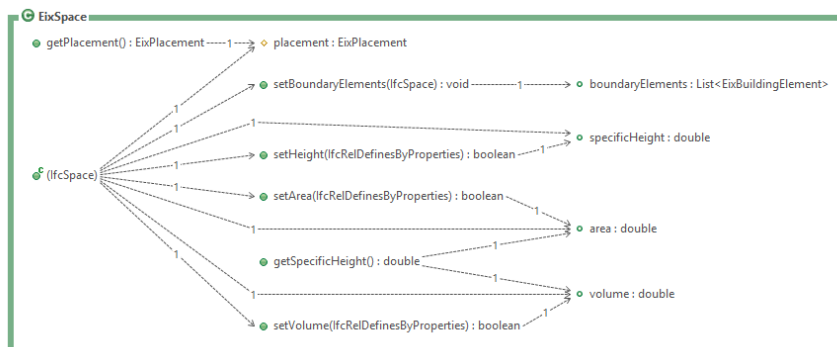 C EixSpace
getPlacement() : EixPlacement
1
placement : EixPlacement
1
setBoundaryElements(IfcSpace) : void
1
boundaryElements : List<EixBuildingElement>
1
1
specificHeight : double
1
setHeight(IfcRelDefinesByProperties) : boolean
1
C (IfcSpace)
1
setArea(IfcRelDefinesByProperties) : boolean
1
1
area : double
1
getSpecificHeight() : double
1
1
volume : double
1
setVolume(IfcRelDefinesByProperties) : boolean
1